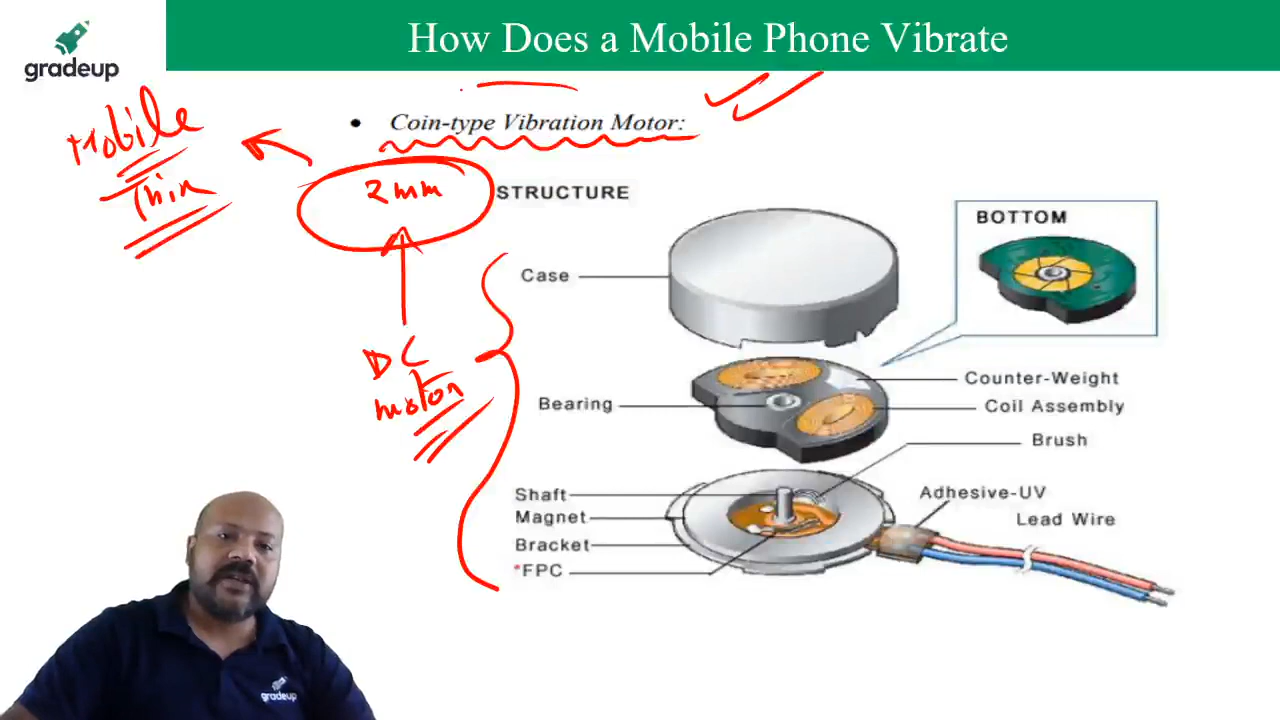 How Does a Mobile Phone Vibrate
gradeup
Mobile
Thin
• Coin-type Vibration Motor:
2mm
STRUCTURE
BOTTOM
Case
DC
motor
Counter-Weight
Bearing
Coil Assembly
Brush
Shaft
Adhesive-UV
Magnet
Lead Wire
Bracket
*FPC
gradeup